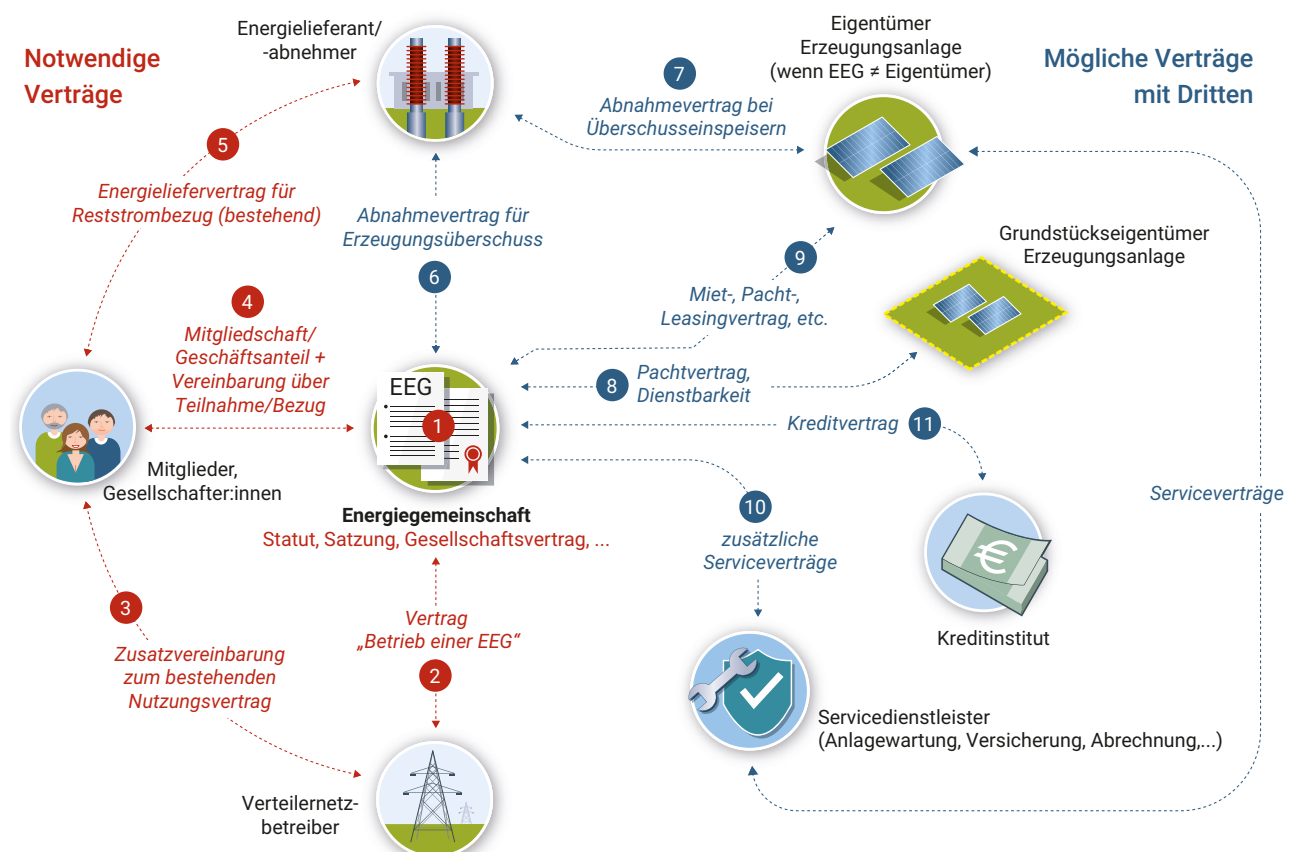 Notwendige
Verträge
Energielieferant/
-abnehmer
Eigentümer
Erzeugungsanlage
(wenn EEG ≠ Eigentümer)
Mögliche Verträge
mit Dritten
7
Abnahmevertrag bei
Überschusseinspeisern
5
Energieliefervertrag für
Reststrombezug (bestehend)
Abnahmevertrag für
Erzeugungsüberschuss
6
9
Miet-, Pacht-,
Leasingvertrag, etc.
Grundstückseigentümer
Erzeugungsanlage
4
Mitgliedschaft/
Geschäftsanteil +
Vereinbarung über
Teilnahme/Bezug
EEG
1
8
Pachtvertrag,
Dienstbarkeit
Kreditvertrag
11
Mitglieder,
Gesellschafter:innen
Energiegemeinschaft
Statut, Satzung, Gesellschaftsvertrag, ...
10
zusätzliche
Serviceverträge
Serviceverträge
Kreditinstitut
3
Zusatzvereinbarung
zum bestehenden
Nutzungsvertrag
Vertrag
„Betrieb einer EEG“
2
Servicedienstleister
(Anlagewartung, Versicherung, Abrechnung,...)
Verteilernetz-
betreiber